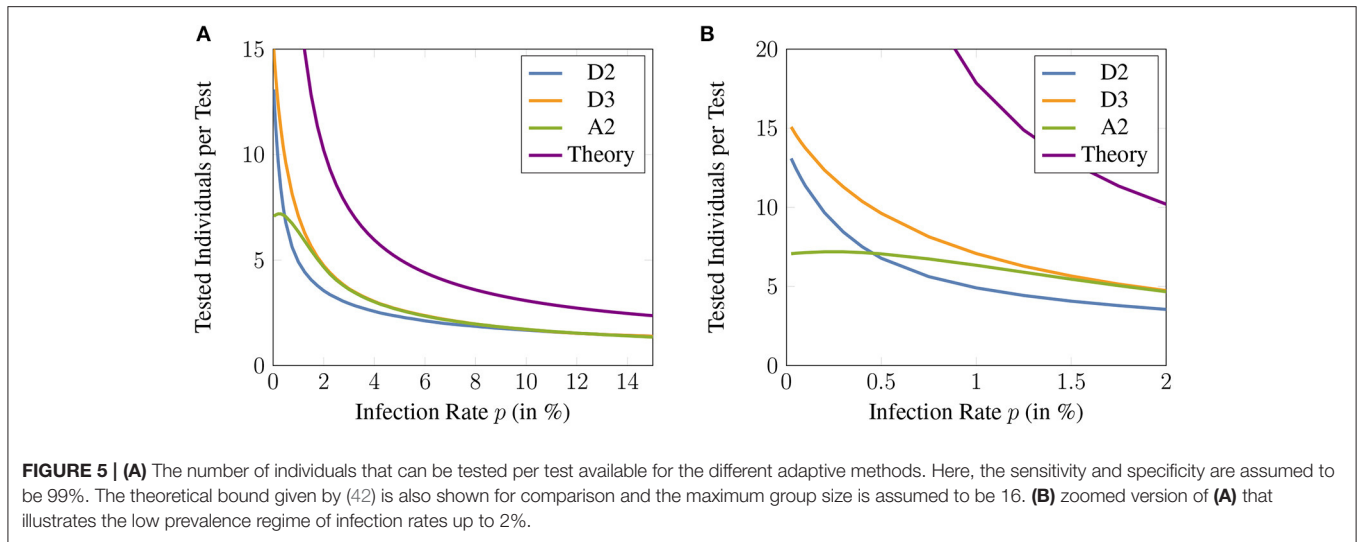 A
15
10
5
0
Tested Individuals per Test
D2
D3
A2
Theory
0 2 4 6 8 10 12 14
Infection Rate p (in %)
B
20
15
10
5
0
Tested Individuals per Test
D2
D3
A2
Theory
0 0.5 1 1.5 2
Infection Rate p (in %)
FIGURE 5 | (A) The number of individuals that can be tested per test available for the different adaptive methods. Here, the sensitivity and specificity are assumed to
be 99%. The theoretical bound given by (42) is also shown for comparison and the maximum group size is assumed to be 16. (B) zoomed version of (A) that
illustrates the low prevalence regime of infection rates up to 2%.